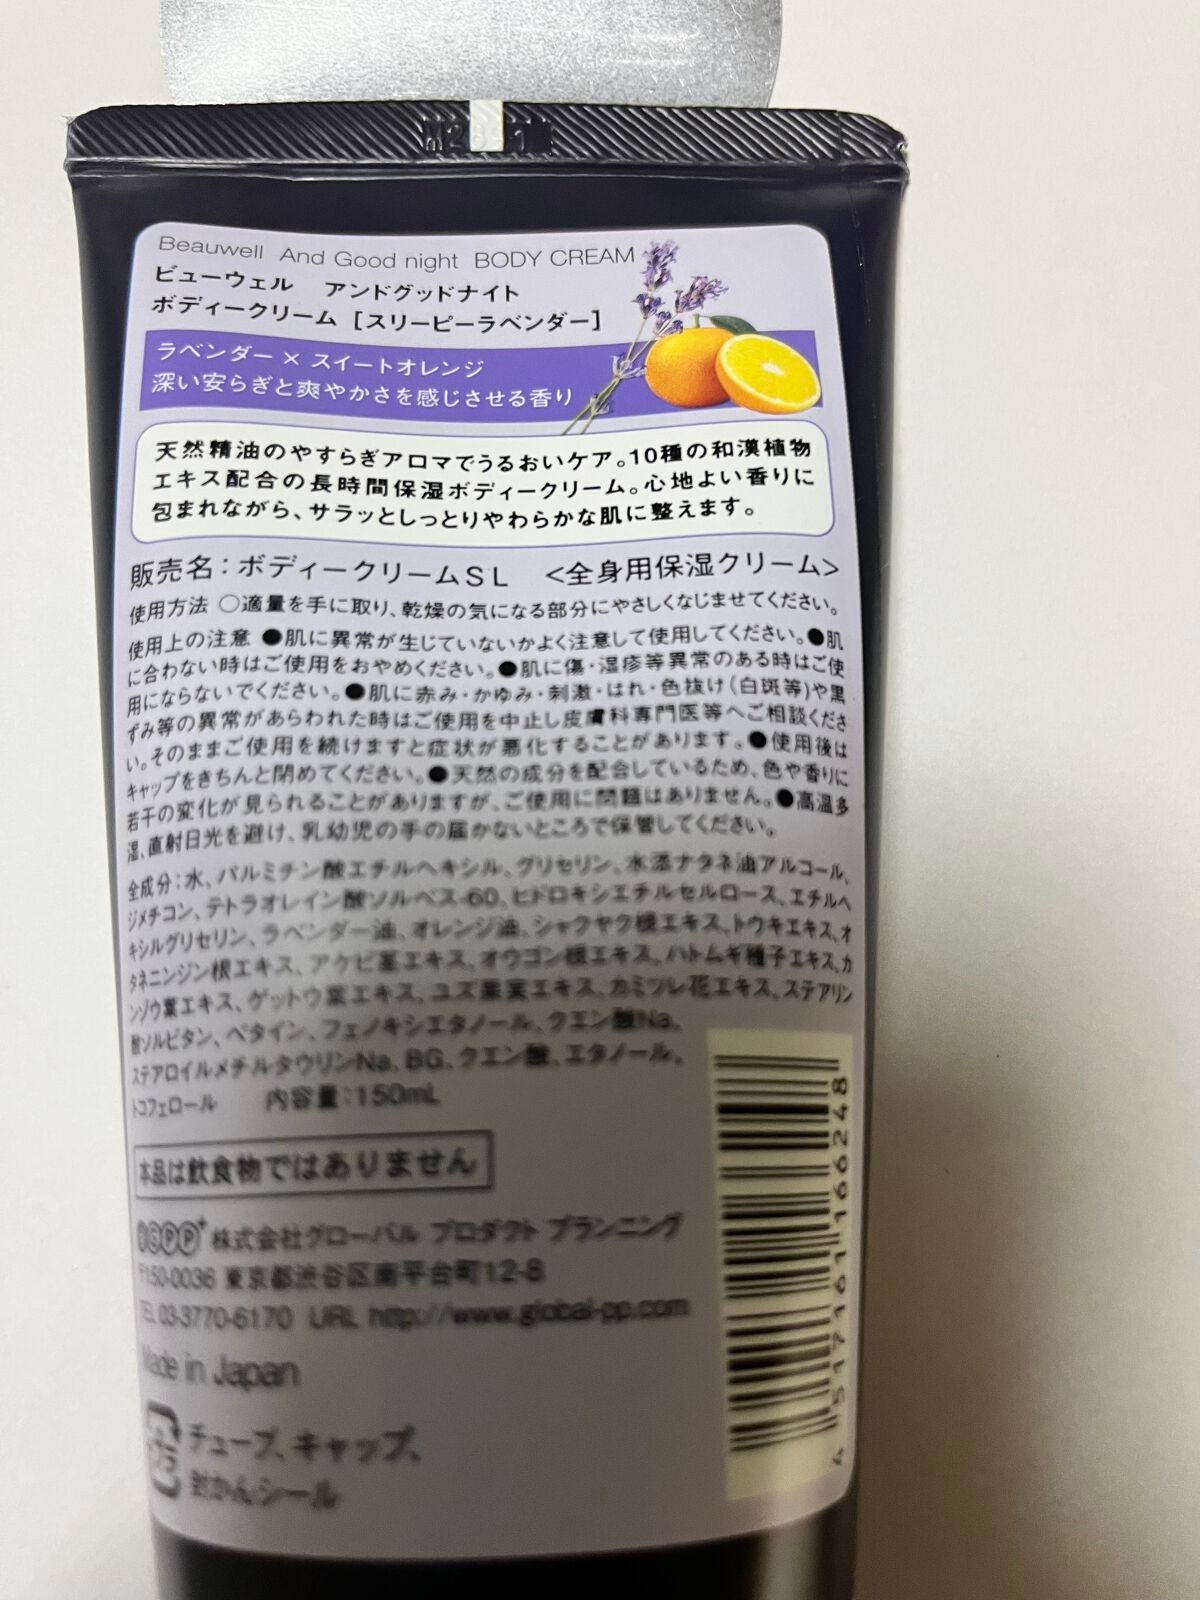 Beauwell And Good night BODY CREAM
ビューウェル アンドグッドナイト
ボディークリーム [スリーピーラベンダー]
ラベンダー × スイートオレンジ
深い安らぎと爽やかさを感じさせる香り
天然精油のやすらぎアロマでうるおいケア。10種の和漢植物
エキス配合の長時間保湿ボディークリーム。心地よい香りに
包まれながら、サラッとしっとりやわらかな肌に整えます。
販売名:ボディークリームSL <全身用保湿クリーム>
使用方法 ○適量を手に取り、乾燥の気になる部分にやさしくなじませてください。
使用上の注意 ●肌に異常が生じていないかよく注意して使用してください。●肌
に合わない時はご使用をおやめください。●肌に傷・湿疹等異常のある時はご使
用にならないでください。●肌に赤み・かゆみ・刺激・はれ・色抜け(白斑等)や黒
ずみ等の異常があらわれた時はご使用を中止し皮膚科専門医等へご相談くださ
い。そのままご使用を続けますと症状が悪化することがあります。●使用後は
キャップをきちんと閉めてください。●天然の成分を配合しているため、色や香りに
若干の変化が見られることがありますが、ご使用に問題はありません。●高温多
湿、直射日光を避け、乳幼児の手の届かないところで保管してください。
全成分:水、パルミチン酸エチルヘキシル、グリセリン、水添ナタネ油アルコール、
ジメチコン、テトラオレイン酸ソルベス-60、ヒドロキシエチルセルロース、エチルヘ
キシルグリセリン、ラベンダー油、オレンジ油、シャクヤク根エキス、トウキエキス、オ
タネニンジン根エキス、アケビ茎エキス、オウゴン根エキス、ハトムギ種子エキス、カ
ンゾウ葉エキス、ゲットウ葉エキス、ユズ果実エキス、カミツレ花エキス、ステアリン
酸ソルビタン、ベタイン、フェノキシエタノール、クエン酸Na、
ステアロイルメチルタウリンNa、BG、クエン酸、エタノール、
トコフェロール 内容量:150mL
本品は飲食物ではありません
株式会社グローバル プロダクト プランニング
〒150-0036 東京都渋谷区南平台町12-8
TEL 03-3770-6170 URL http://www.global-pp.com
Made in Japan
プラ チューブ、キャップ、
封かんシール
4517161166248